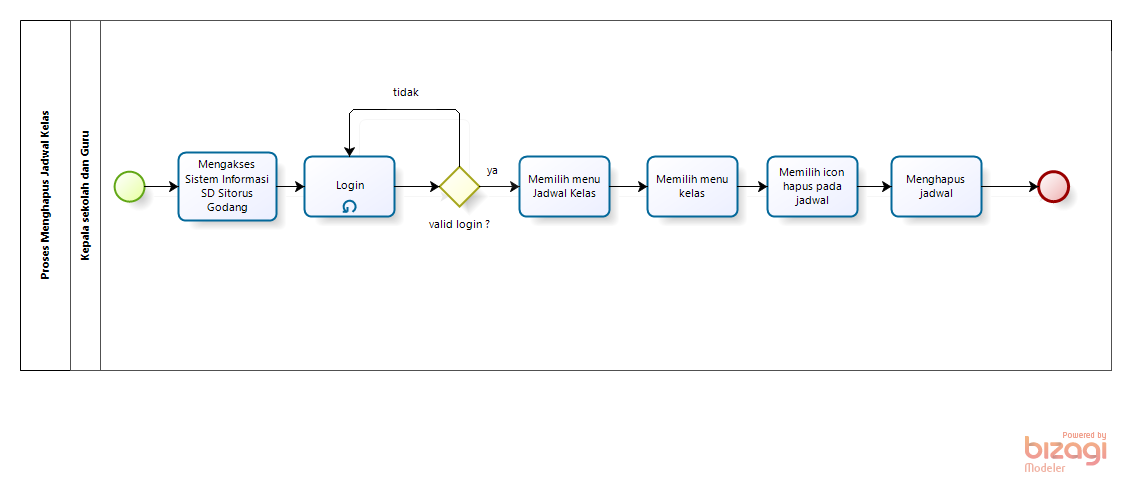 Proses Menghapus Jadwal Kelas
Kepala sekolah dan Guru
tidak
Mengakses
Sistem Informasi
SD Sitorus
Godang
Login
ya
valid login ?
Memilih menu
Jadwal Kelas
Memilih menu
kelas
Memilih icon
hapus pada
jadwal
Menghapus
jadwal
Powered by
bizagi
Modeler